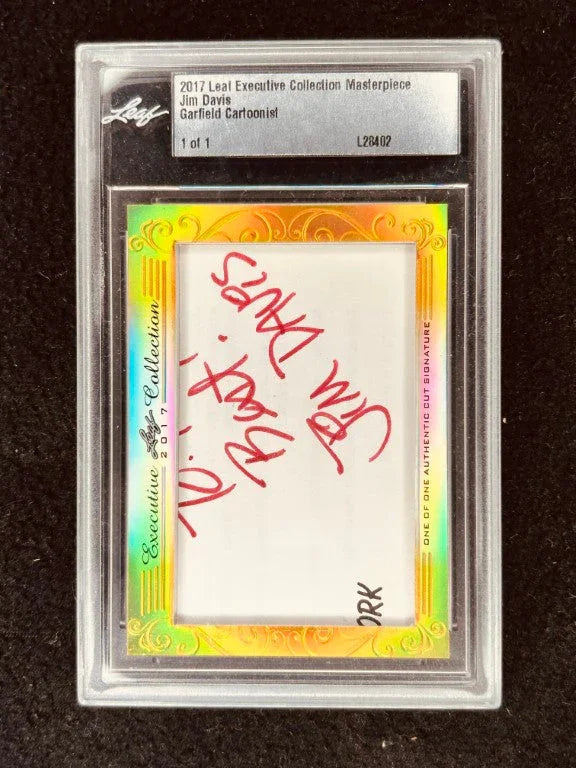 2017 Leaf Executive Collection Masterpiece
Jim Davis
Garfield Cartoonist
1 of 1 L28402
Leaf
Executive Leaf Collection
2017
Best.
JIM DAVIS
ORK
ONE OF ONE AUTHENTIC CUT SIGNATURE